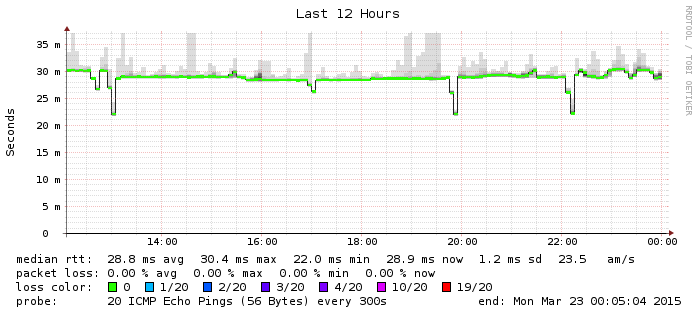 Last 12 Hours
RRDTOOL / TOBI OETIKER
Seconds
35 m
30 m
25 m
20 m
15 m
10 m
5 m
0
14:00 16:00 18:00 20:00 22:00 00:00
median rtt: 28.8 ms avg 30.4 ms max 22.0 ms min 28.9 ms now 1.2 ms sd 23.5 am/s
packet loss: 0.00 % avg 0.00 % max 0.00 % min 0.00 % now
loss color: 0 1/20 2/20 3/20 4/20 10/20 19/20
probe: 20 ICMP Echo Pings (56 Bytes) every 300s end: Mon Mar 23 00:05:04 2015